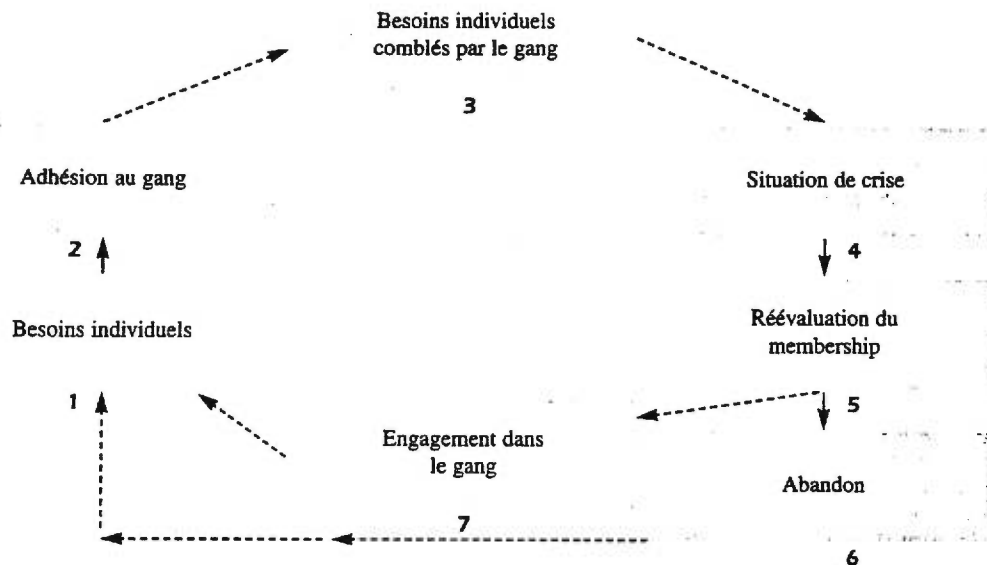 Besoins individuels
comblés par le gang
3
Adhésion au gang
Situation de crise
2
4
Besoins individuels
Réévaluation du
membership
1
5
Engagement dans
le gang
Abandon
7
6